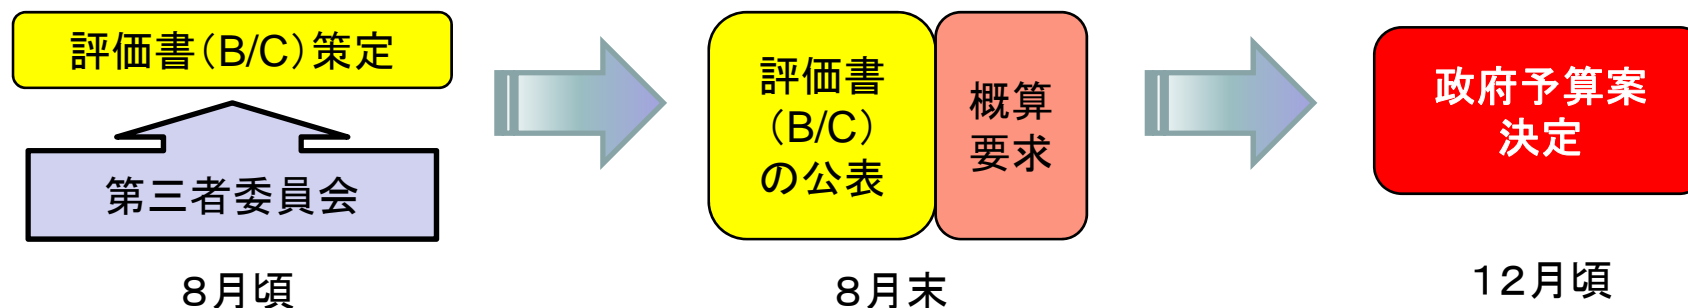 評価書（B/C）策定
第三者委員会
８月頃
評価書
（B/C）
の公表
概算
要求
８月末
政府予算案
決定
１２月頃